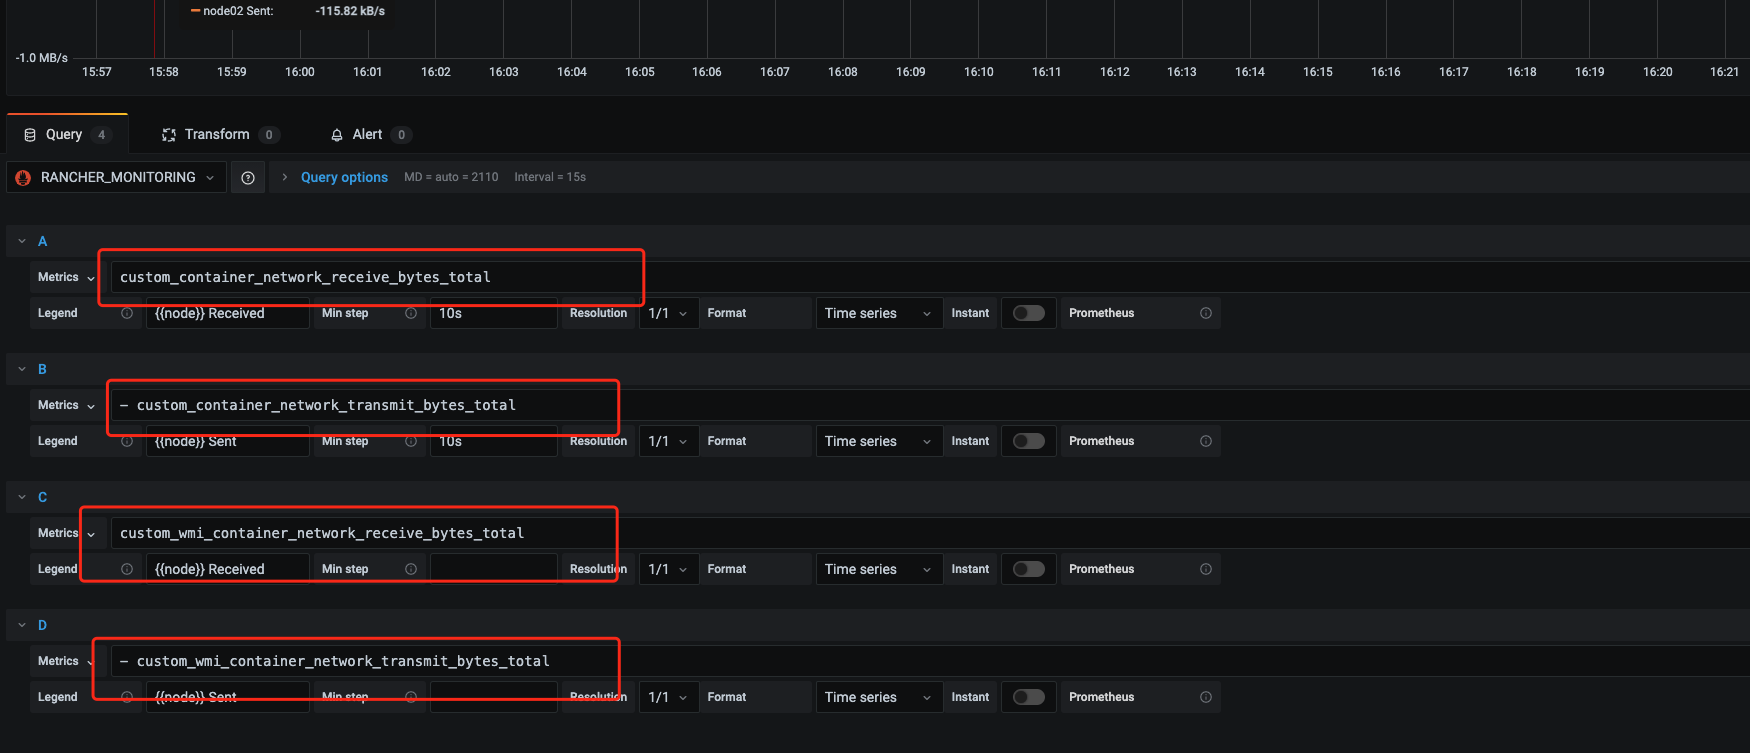 node02 Sent: -115.82 kB/s
-1.0 MB/s
15:57 15:58 15:59 16:00 16:01 16:02 16:03 16:04 16:05 16:06 16:07 16:08 16:09 16:10 16:11 16:12 16:13 16:14 16:15 16:16 16:17 16:18 16:19 16:20 16:21
Query 4 Transform 0 Alert 0
RANCHER_MONITORING Query options MD = auto = 2110 Interval = 15s
A
Metrics custom_container_network_receive_bytes_total
Legend {{node}} Received Min step 10s Resolution 1/1 Format Time series Instant Prometheus
B
Metrics – custom_container_network_transmit_bytes_total
Legend {{node}} Sent Min step 10s Resolution 1/1 Format Time series Instant Prometheus
C
Metrics custom_wmi_container_network_receive_bytes_total
Legend {{node}} Received Min step Resolution 1/1 Format Time series Instant Prometheus
D
Metrics – custom_wmi_container_network_transmit_bytes_total
Legend {{node}} Sent Min step Resolution 1/1 Format Time series Instant Prometheus